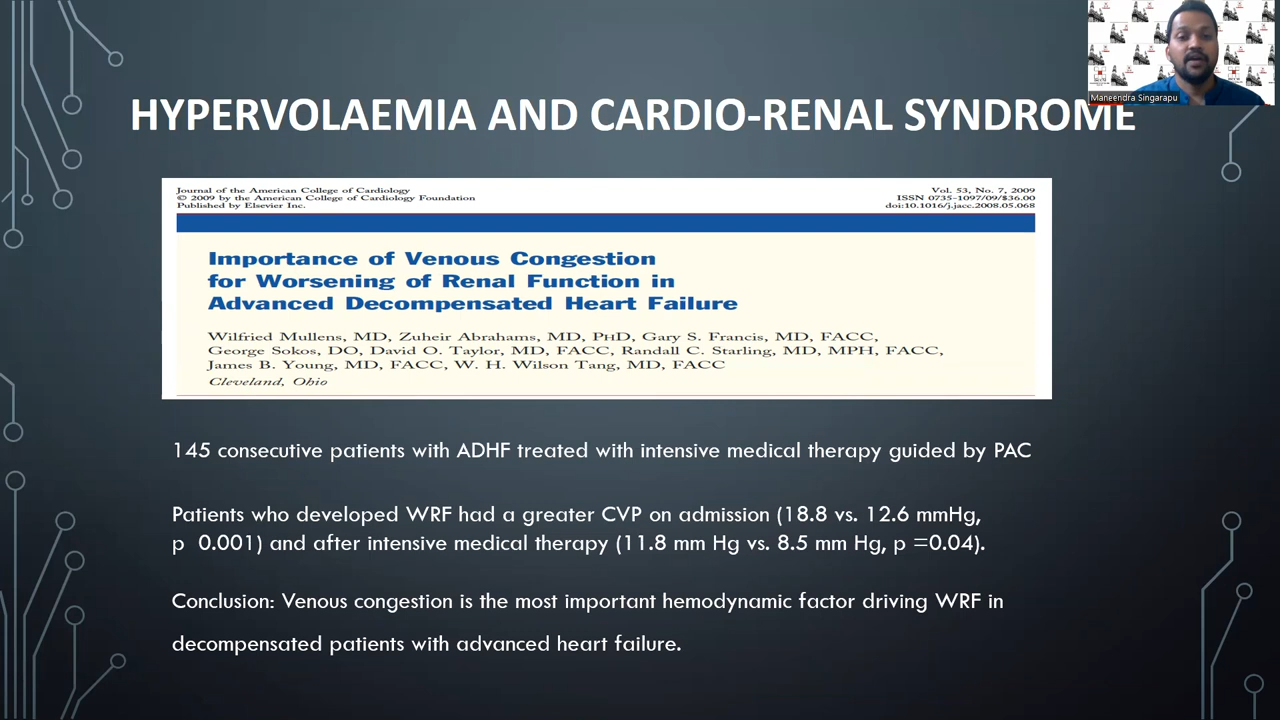 Maneendra Singarapu
HYPERVOLAEMIA AND CARDIO-RENAL SYNDROME
Journal of the American College of Cardiology
© 2009 by the American College of Cardiology Foundation
Published by Elsevier Inc.
Vol. 53, No. 7, 2009
ISSN 0735-1097/09/$36.00
doi:10.1016/j.jacc.2008.05.068
Importance of Venous Congestion
for Worsening of Renal Function in
Advanced Decompensated Heart Failure
Wilfried Mullens, MD, Zuheir Abrahams, MD, PHD, Gary S. Francis, MD, FACC,
George Sokos, DO, David O. Taylor, MD, FACC, Randall C. Starling, MD, MPH, FACC,
James B. Young, MD, FACC, W. H. Wilson Tang, MD, FACC
Cleveland, Ohio
145 consecutive patients with ADHF treated with intensive medical therapy guided by PAC
Patients who developed WRF had a greater CVP on admission (18.8 vs. 12.6 mmHg,
p 0.001) and after intensive medical therapy (11.8 mm Hg vs. 8.5 mm Hg, p =0.04).
Conclusion: Venous congestion is the most important hemodynamic factor driving WRF in
decompensated patients with advanced heart failure.